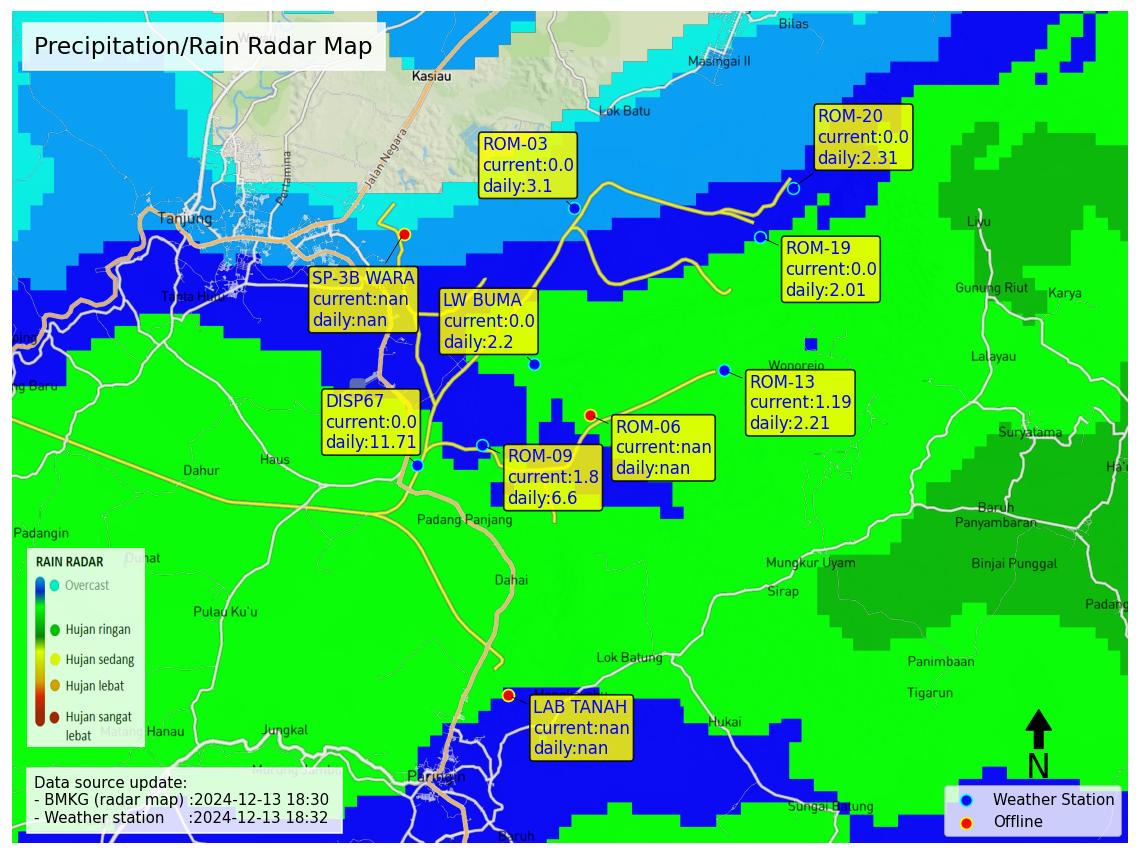 Precipitation/Rain Radar Map
Bilas
Masingai II
Kasiau
Lok Batu
Jalan Negara
Pertamina
Tanjung
ROM-03
current:0.0
daily:3.1
ROM-20
current:0.0
daily:2.31
ROM-19
current:0.0
daily:2.01
Liyu
Gunung Riut
Karya
Lalayau
SP-3B WARA
current:nan
daily:nan
LW BUMA
current:0.0
daily:2.2
Tanta Hulu
ng Baru
Wonorejo
ROM-13
current:1.19
daily:2.21
DISP67
current:0.0
daily:11.71
ROM-06
current:nan
daily:nan
ROM-09
current:1.8
daily:6.6
Suryatama
Dahur
Haus
Padang Panjang
Baruh
Panyambaran
Padangin
Mungkur Uyam
Binjai Punggal
Sirap
Dahai
Padang
Pulau Ku'u
RAIN RADAR
Overcast
Hujan ringan
Hujan sedang
Hujan lebat
Hujan sangat
lebat
Lok Batung
Panimbaan
Tigarun
LAB TANAH
current:nan
daily:nan
Hukai
Jungkal
Paringin
Sungai Batung
Baruh
Data source update:
- BMKG (radar map) :2024-12-13 18:30
- Weather station :2024-12-13 18:32
N
Weather Station
Offline